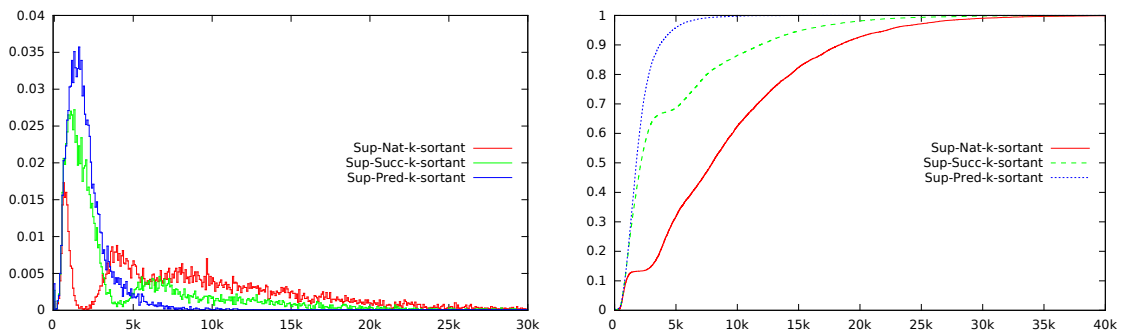 0.04
0.035
0.03
0.025
0.02
0.015
0.01
0.005
0
0 5k 10k 15k 20k 25k 30k
Sup-Nat-k-sortant
Sup-Succ-k-sortant
Sup-Pred-k-sortant
1
0.9
0.8
0.7
0.6
0.5
0.4
0.3
0.2
0.1
0
0 5k 10k 15k 20k 25k 30k 35k 40k
Sup-Nat-k-sortant
Sup-Succ-k-sortant
Sup-Pred-k-sortant